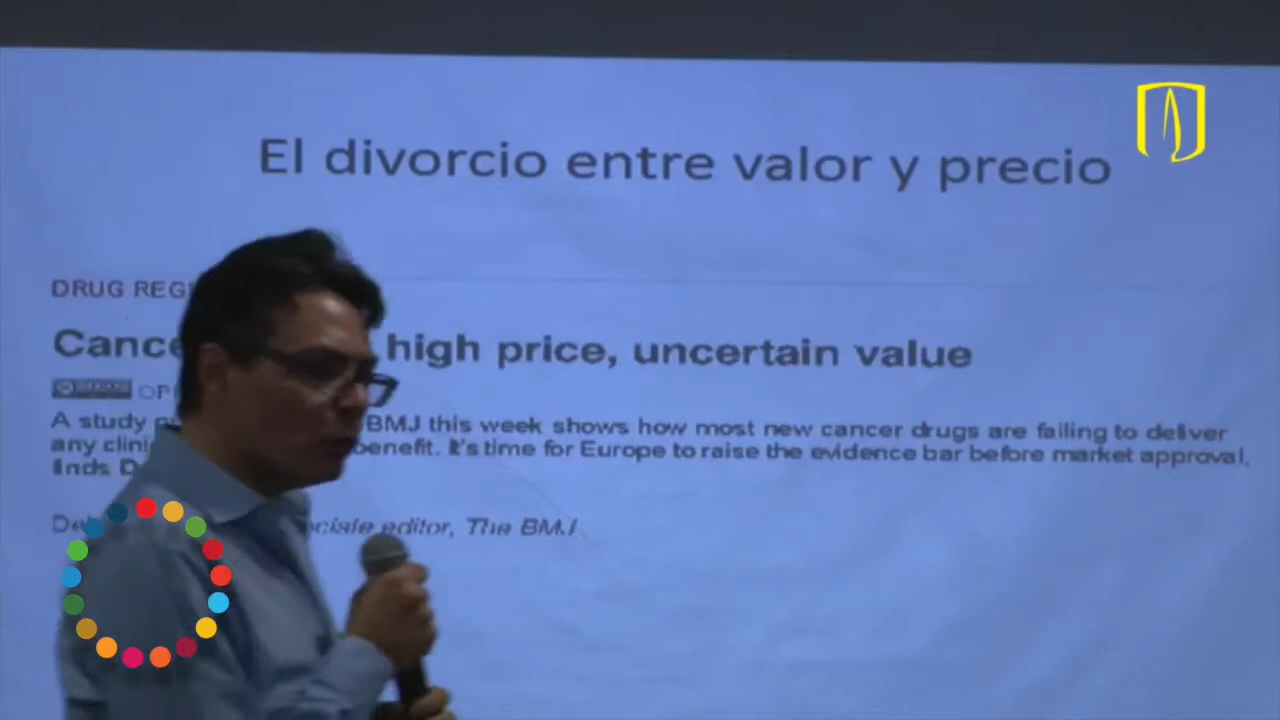 El divorcio entre valor y precio
DRUG REG
Cance high price, uncertain value
OP
A study BMJ this week shows how most new cancer drugs are failing to deliver
any clini benefit. It's time for Europe to raise the evidence bar before market approval,
finds D
De ociate editor, The BMJ